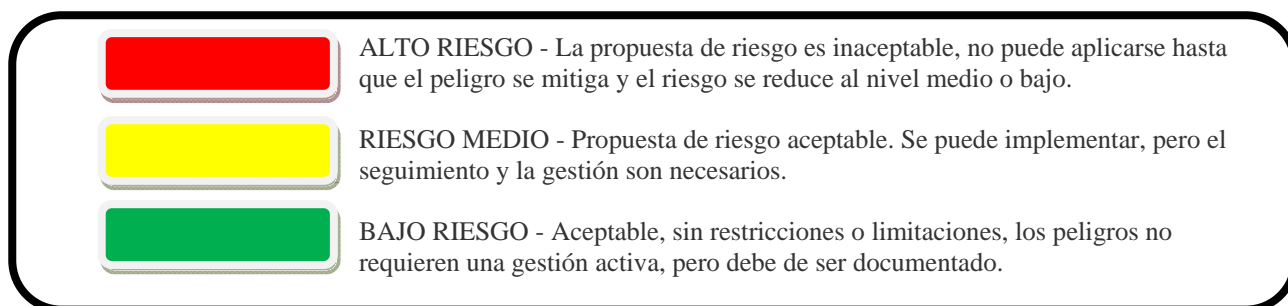 ALTO RIESGO - La propuesta de riesgo es inaceptable, no puede aplicarse hasta
que el peligro se mitiga y el riesgo se reduce al nivel medio o bajo.
RIESGO MEDIO - Propuesta de riesgo aceptable. Se puede implementar, pero el
seguimiento y la gestión son necesarios.
BAJO RIESGO - Aceptable, sin restricciones o limitaciones, los peligros no
requieren una gestión activa, pero debe de ser documentado.